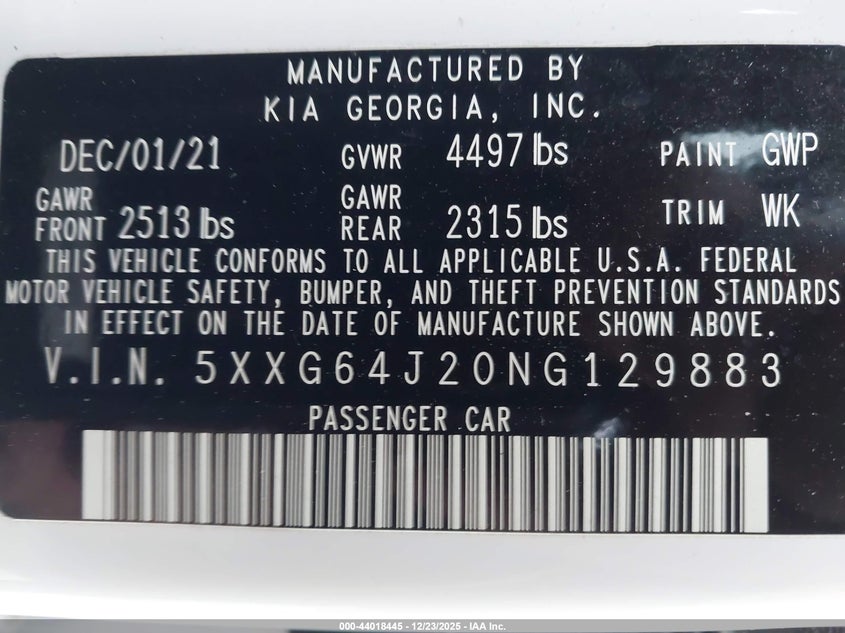 MANUFACTURED BY
KIA GEORGIA, INC.
DEC/01/21 GVWR 4497 lbs PAINT GWP
GAWR FRONT 2513 lbs GAWR REAR 2315 lbs TRIM WK
THIS VEHICLE CONFORMS TO ALL APPLICABLE U.S.A. FEDERAL
MOTOR VEHICLE SAFETY, BUMPER, AND THEFT PREVENTION STANDARDS
IN EFFECT ON THE DATE OF MANUFACTURE SHOWN ABOVE.
V.I.N. 5XXG64J20NG129883
PASSENGER CAR
000-44018445 - 12/23/2025 - IAA Inc.